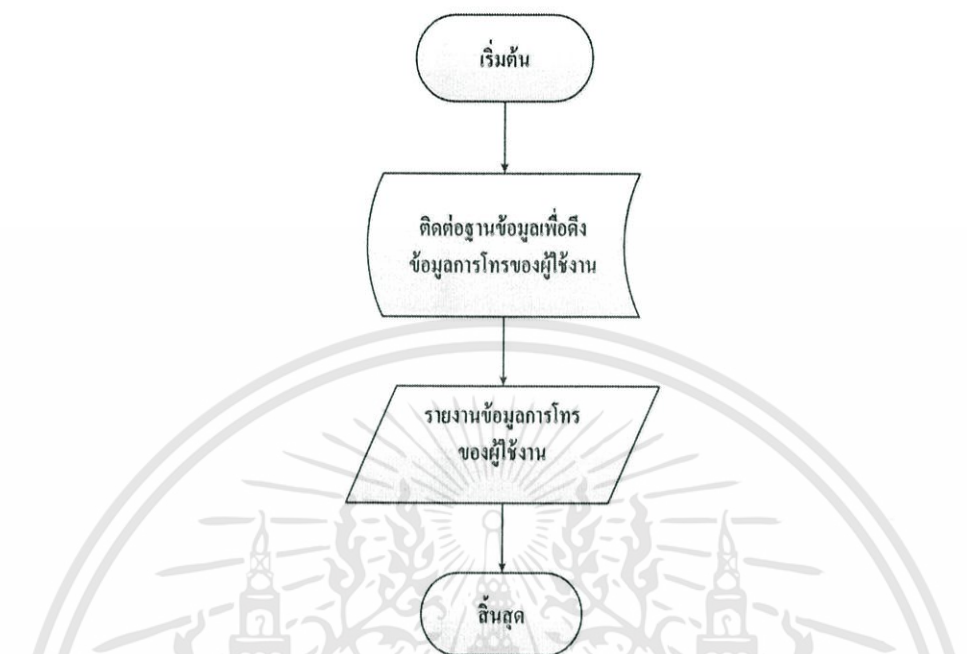 เริ่มต้น
ติดต่อฐานข้อมูลเพื่อดึง
ข้อมูลการโทรของผู้ใช้งาน
รายงานข้อมูลการโทร
ของผู้ใช้งาน
สิ้นสุด